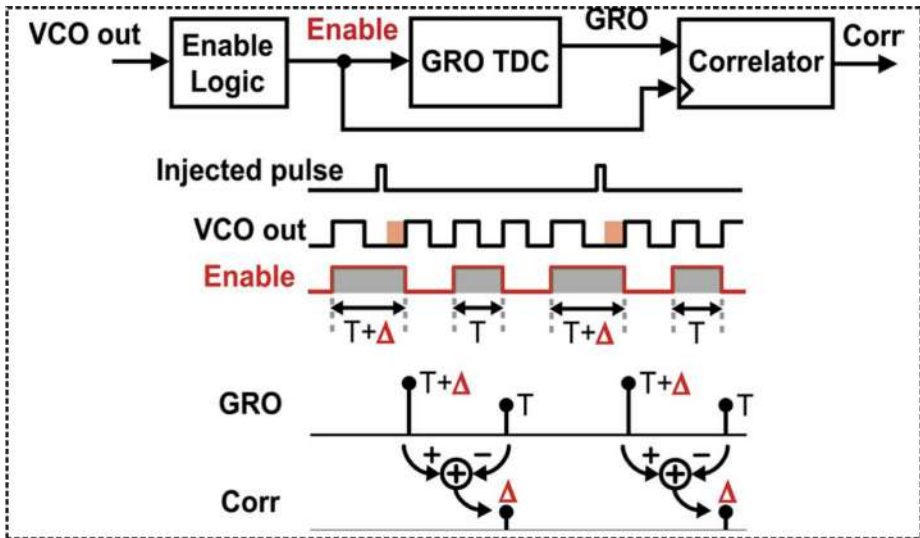 VCO out
Enable
Logic
Enable
GRO TDC
GRO
Correlator
Corr
Injected pulse
VCO out
Enable
T+Δ
T
T+Δ
T
GRO
T+Δ
T
T+Δ
T
+
−
+
−
Corr
Δ
Δ